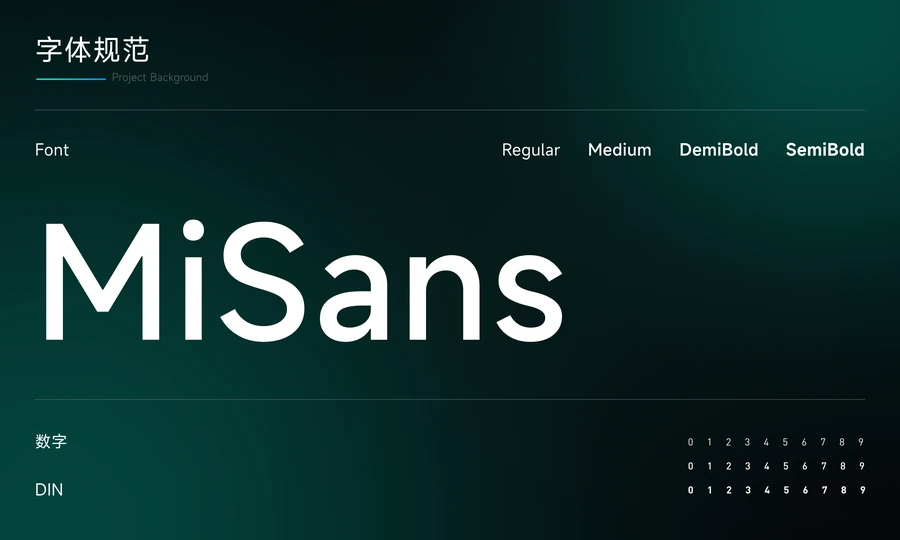 字体规范
Project Background
Font
Regular Medium DemiBold SemiBold
MiSans
数字
0 1 2 3 4 5 6 7 8 9
0 1 2 3 4 5 6 7 8 9
DIN
0 1 2 3 4 5 6 7 8 9